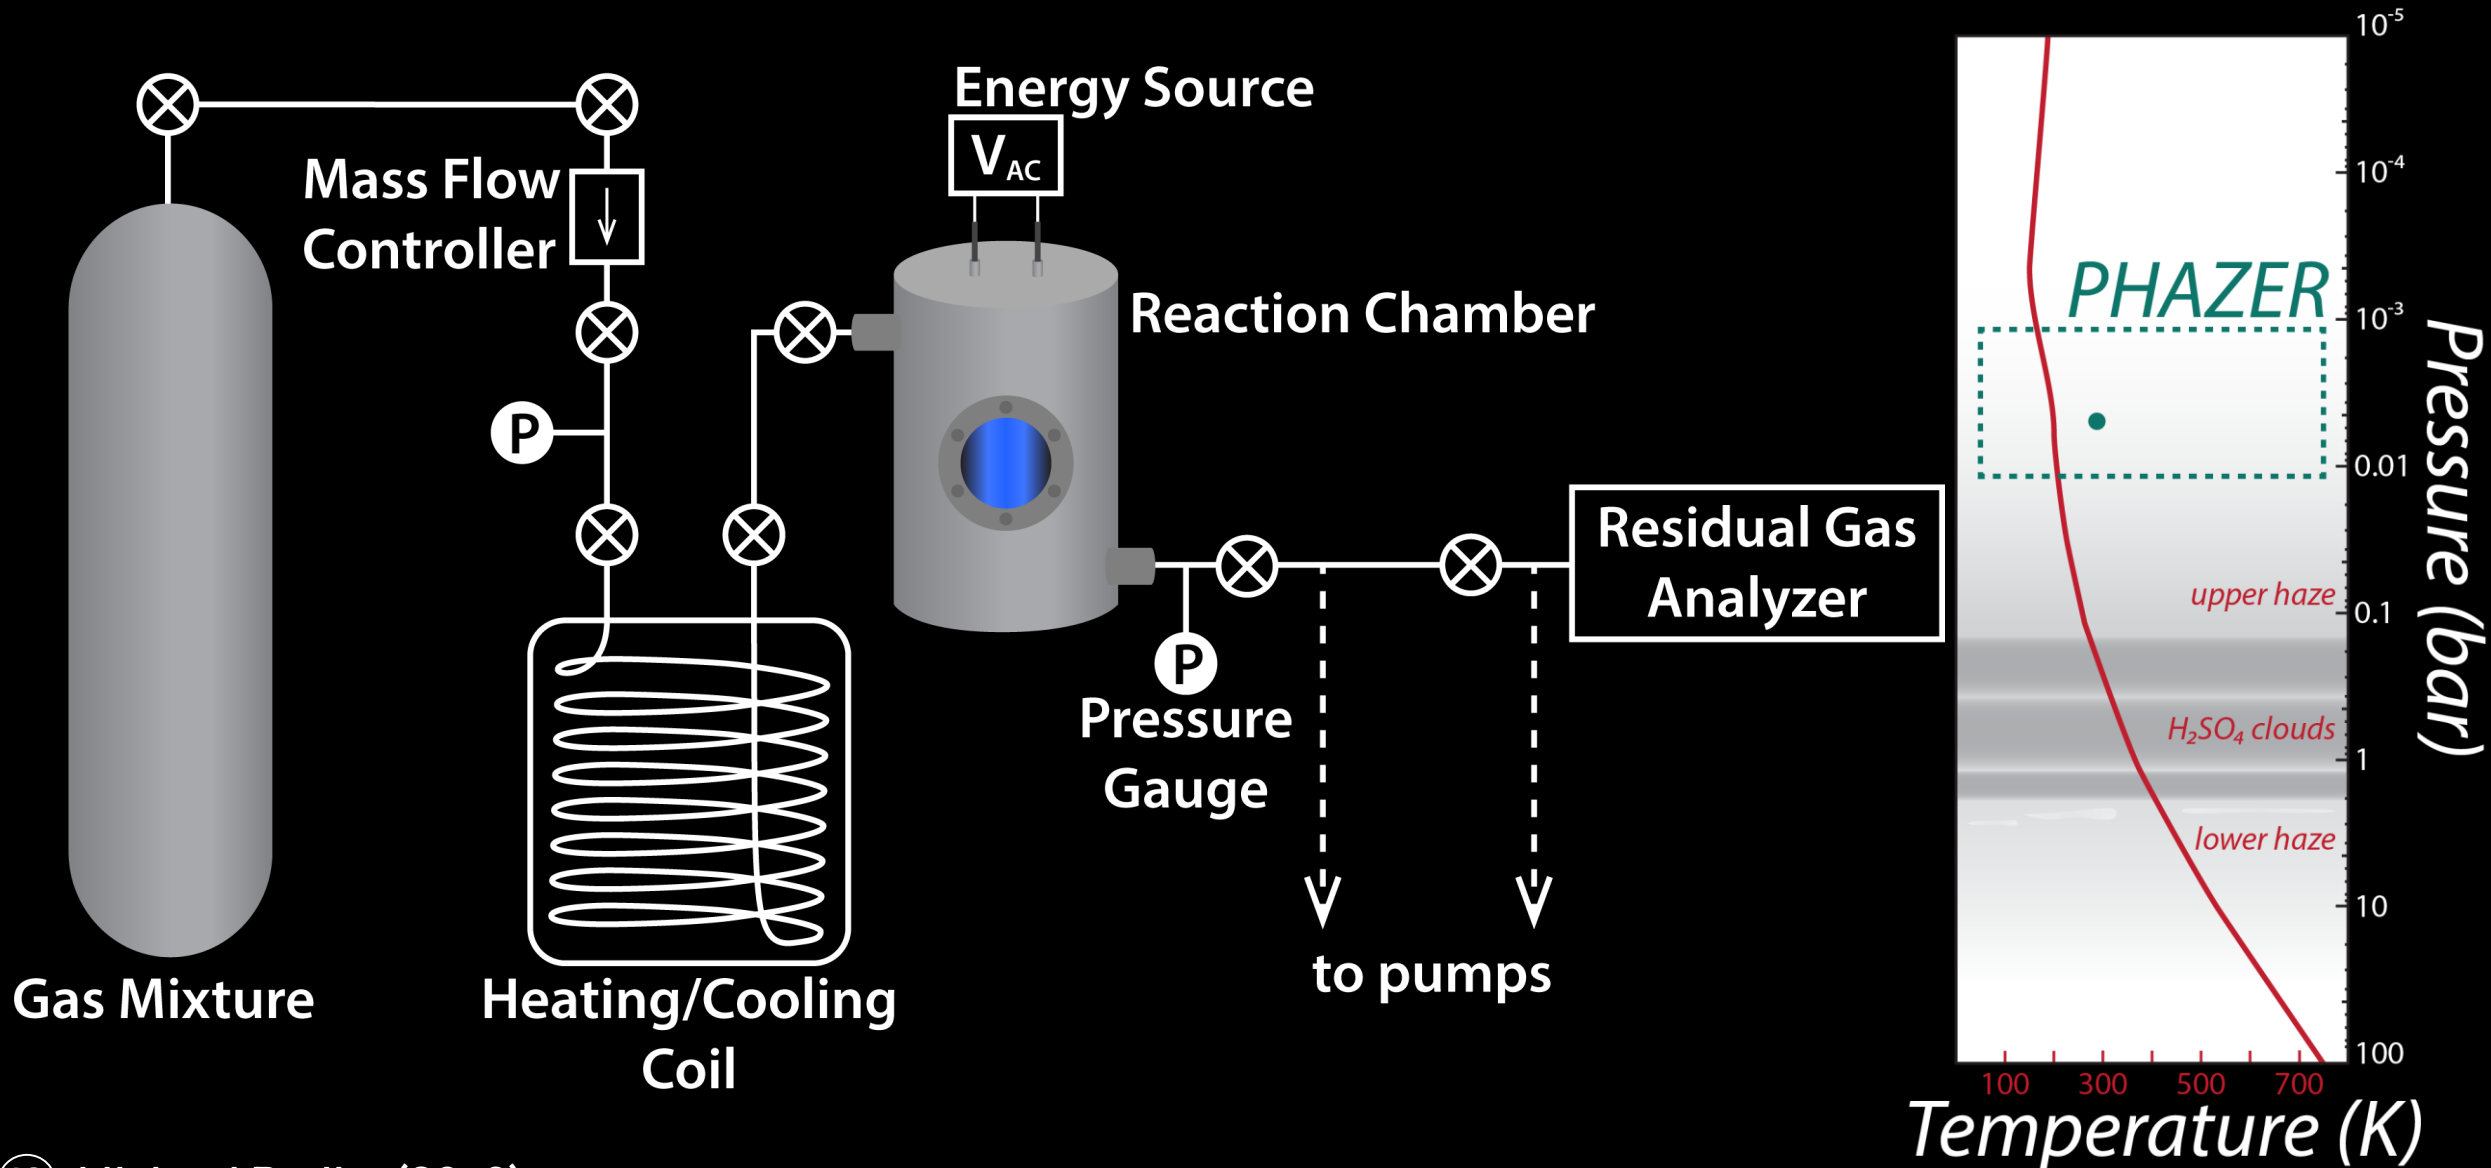 Energy Source
V AC
Mass Flow
Controller
Reaction Chamber
P
Residual Gas
Analyzer
P
Pressure
Gauge
to pumps
Gas Mixture
Heating/Cooling
Coil
PHAZER
upper haze
H₂SO₄ clouds
lower haze
10⁻⁵
10⁻⁴
10⁻³
0.01
0.1
1
10
100
Pressure (bar)
100 300 500 700
Temperature (K)